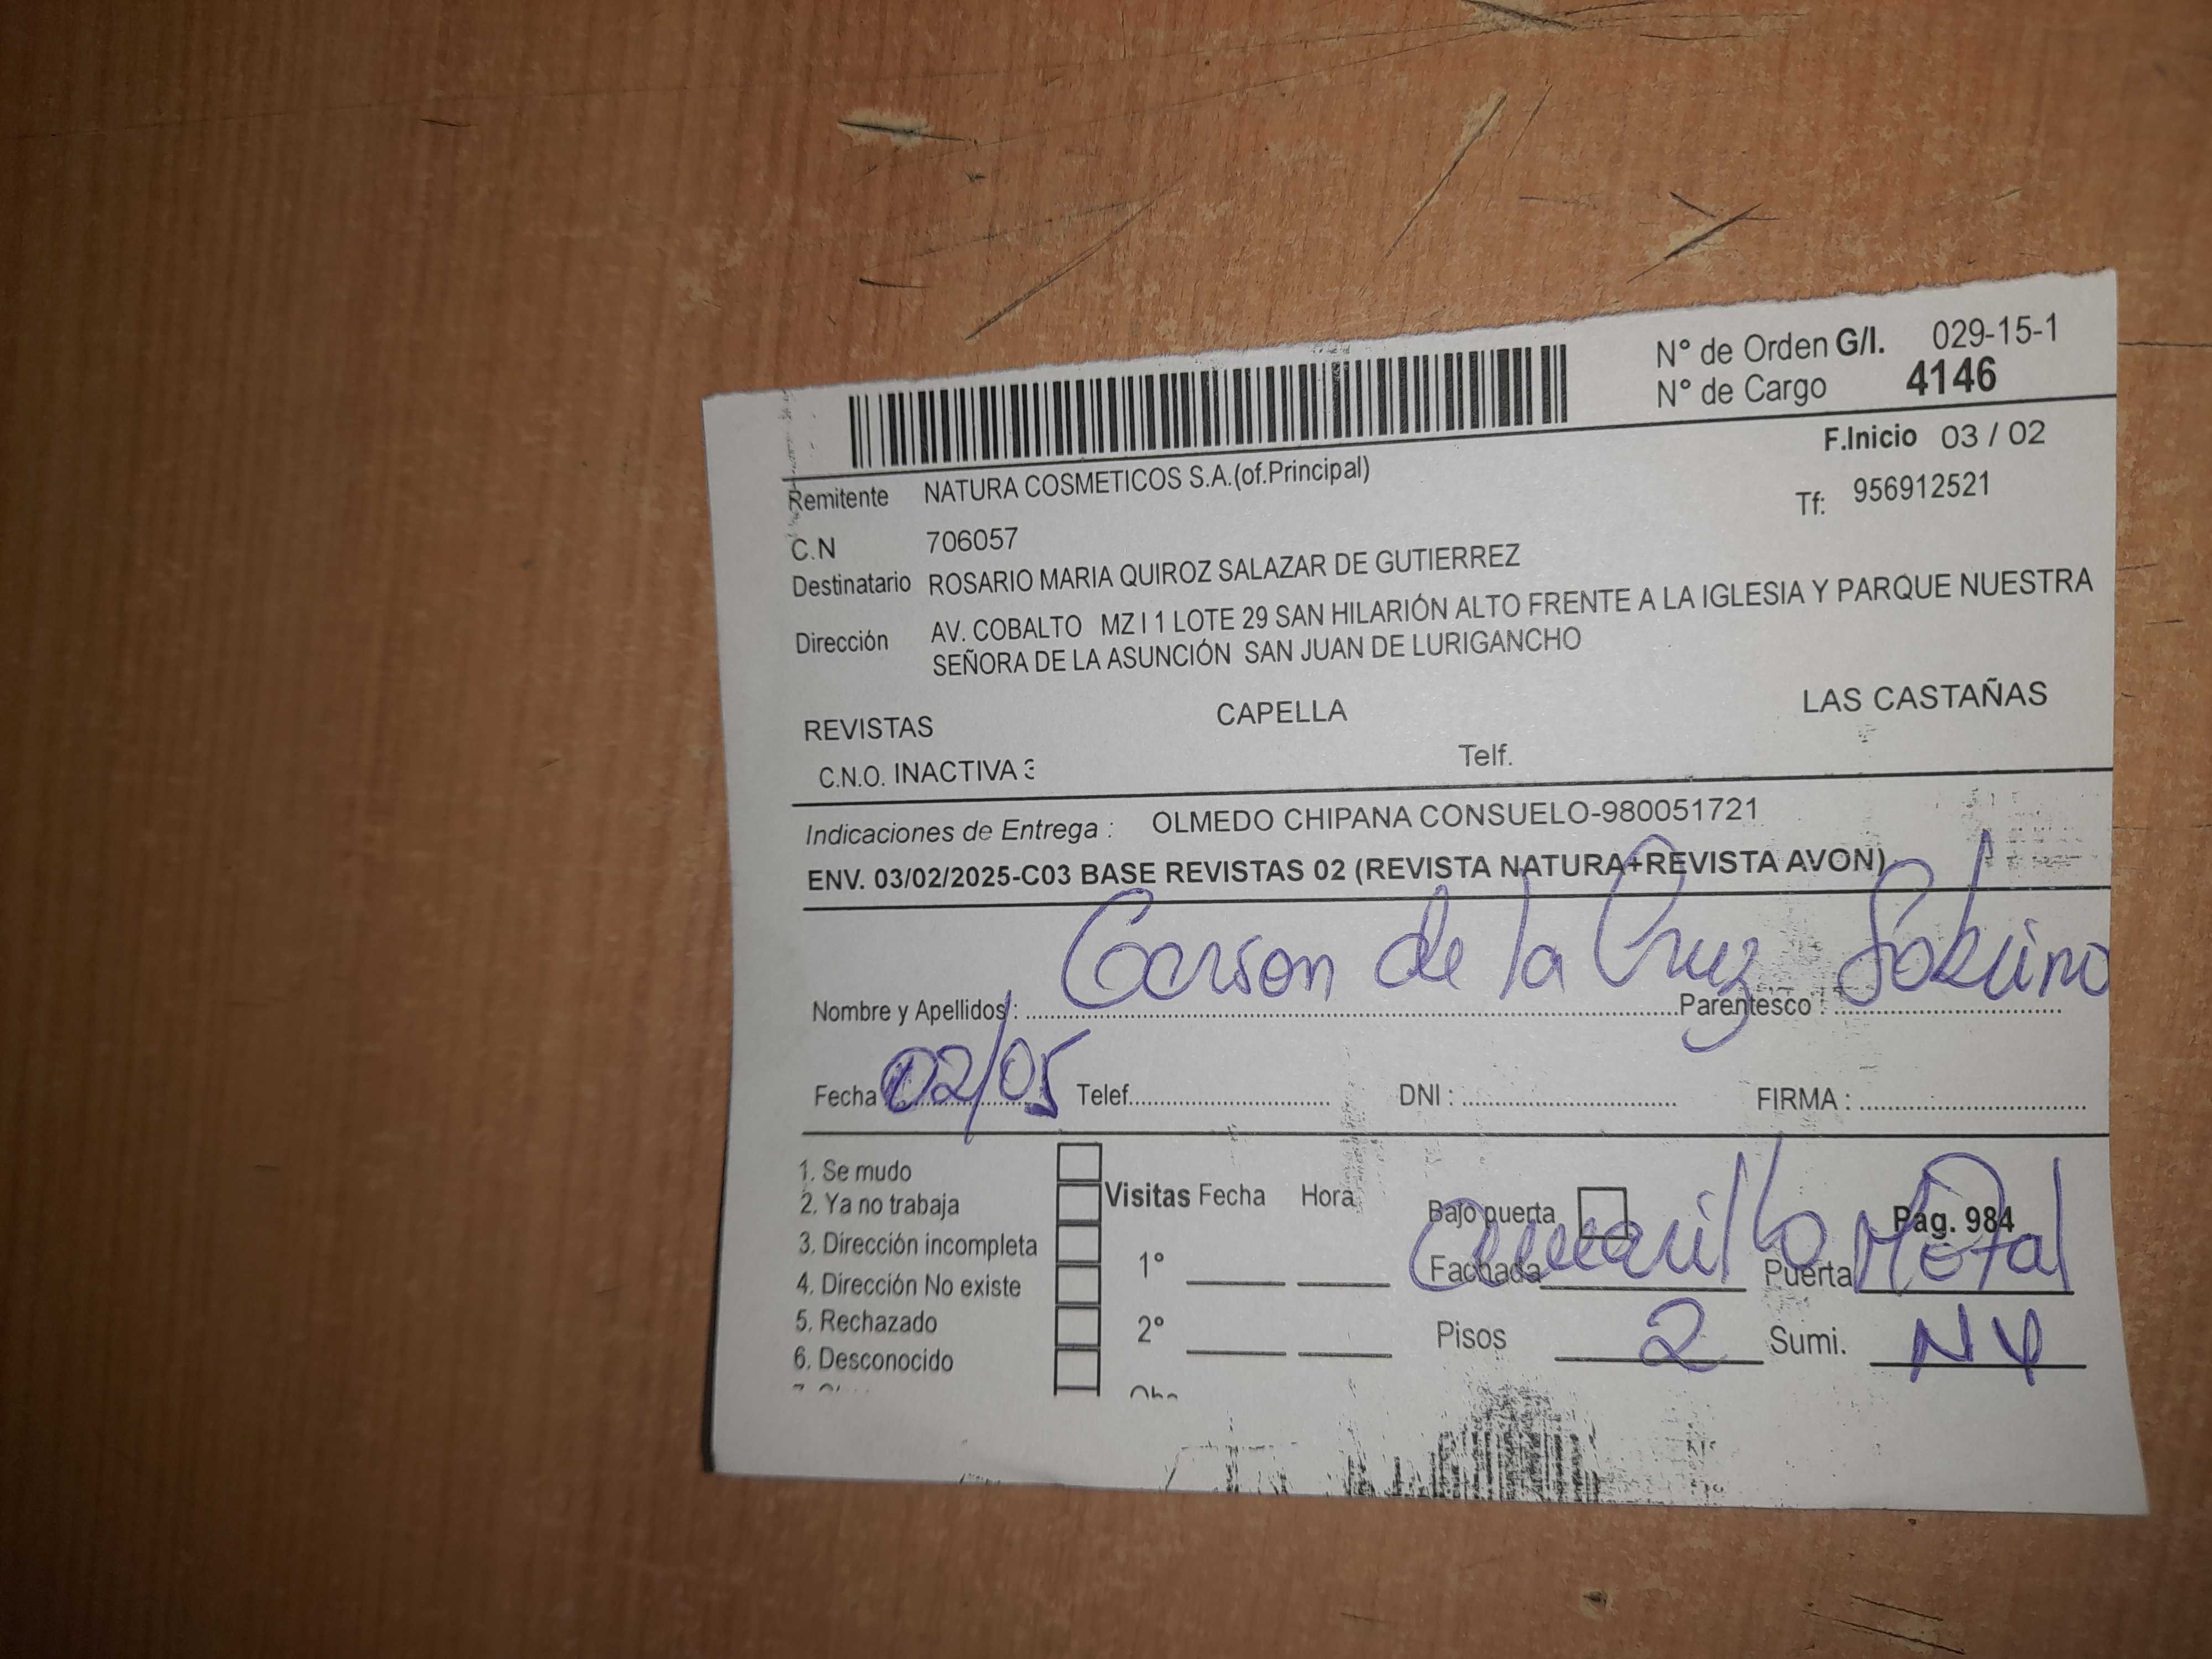 N° de Orden G/I. 029-15-1
N° de Cargo 4146
F.Inicio 03 / 02
Remitente NATURA COSMETICOS S.A.(of.Principal)
Tf: 956912521
C.N 706057
Destinatario ROSARIO MARIA QUIROZ SALAZAR DE GUTIERREZ
Dirección AV. COBALTO MZ I 1 LOTE 29 SAN HILARIÓN ALTO FRENTE A LA IGLESIA Y PARQUE NUESTRA
SEÑORA DE LA ASUNCIÓN SAN JUAN DE LURIGANCHO
REVISTAS CAPELLA LAS CASTAÑAS
C.N.O. INACTIVA 3 Telf.
Indicaciones de Entrega : OLMEDO CHIPANA CONSUELO-980051721
ENV. 03/02/2025-C03 BASE REVISTAS 02 (REVISTA NATURA+REVISTA AVON)
Nombre y Apellidos : Gerson de la Cruz Parentesco : Sobrino
Fecha 02/05 Telef. DNI : FIRMA :
1. Se mudo
2. Ya no trabaja Visitas Fecha Hora Bajo puerta Pag. 984
3. Dirección incompleta 1° Fachada Amarillo Puerta Metal
4. Dirección No existe
5. Rechazado 2° Pisos 2 Sumi.
6. Desconocido